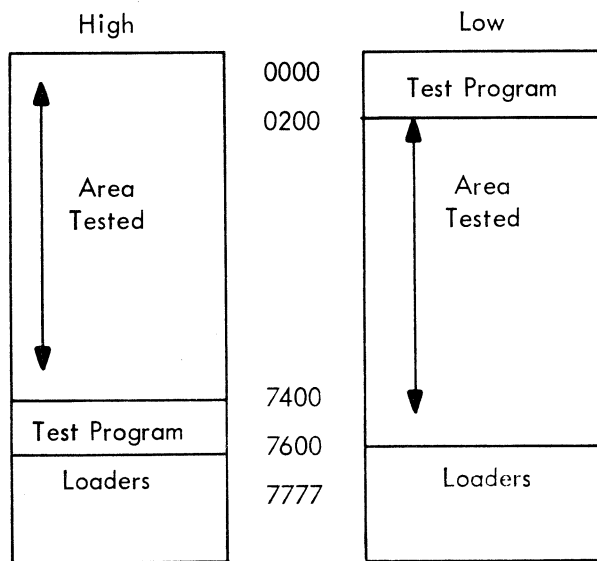 High
Low
0000
Test Program
0200
Area
Tested
Area
Tested
7400
Test Program
7600
Loaders
Loaders
7777